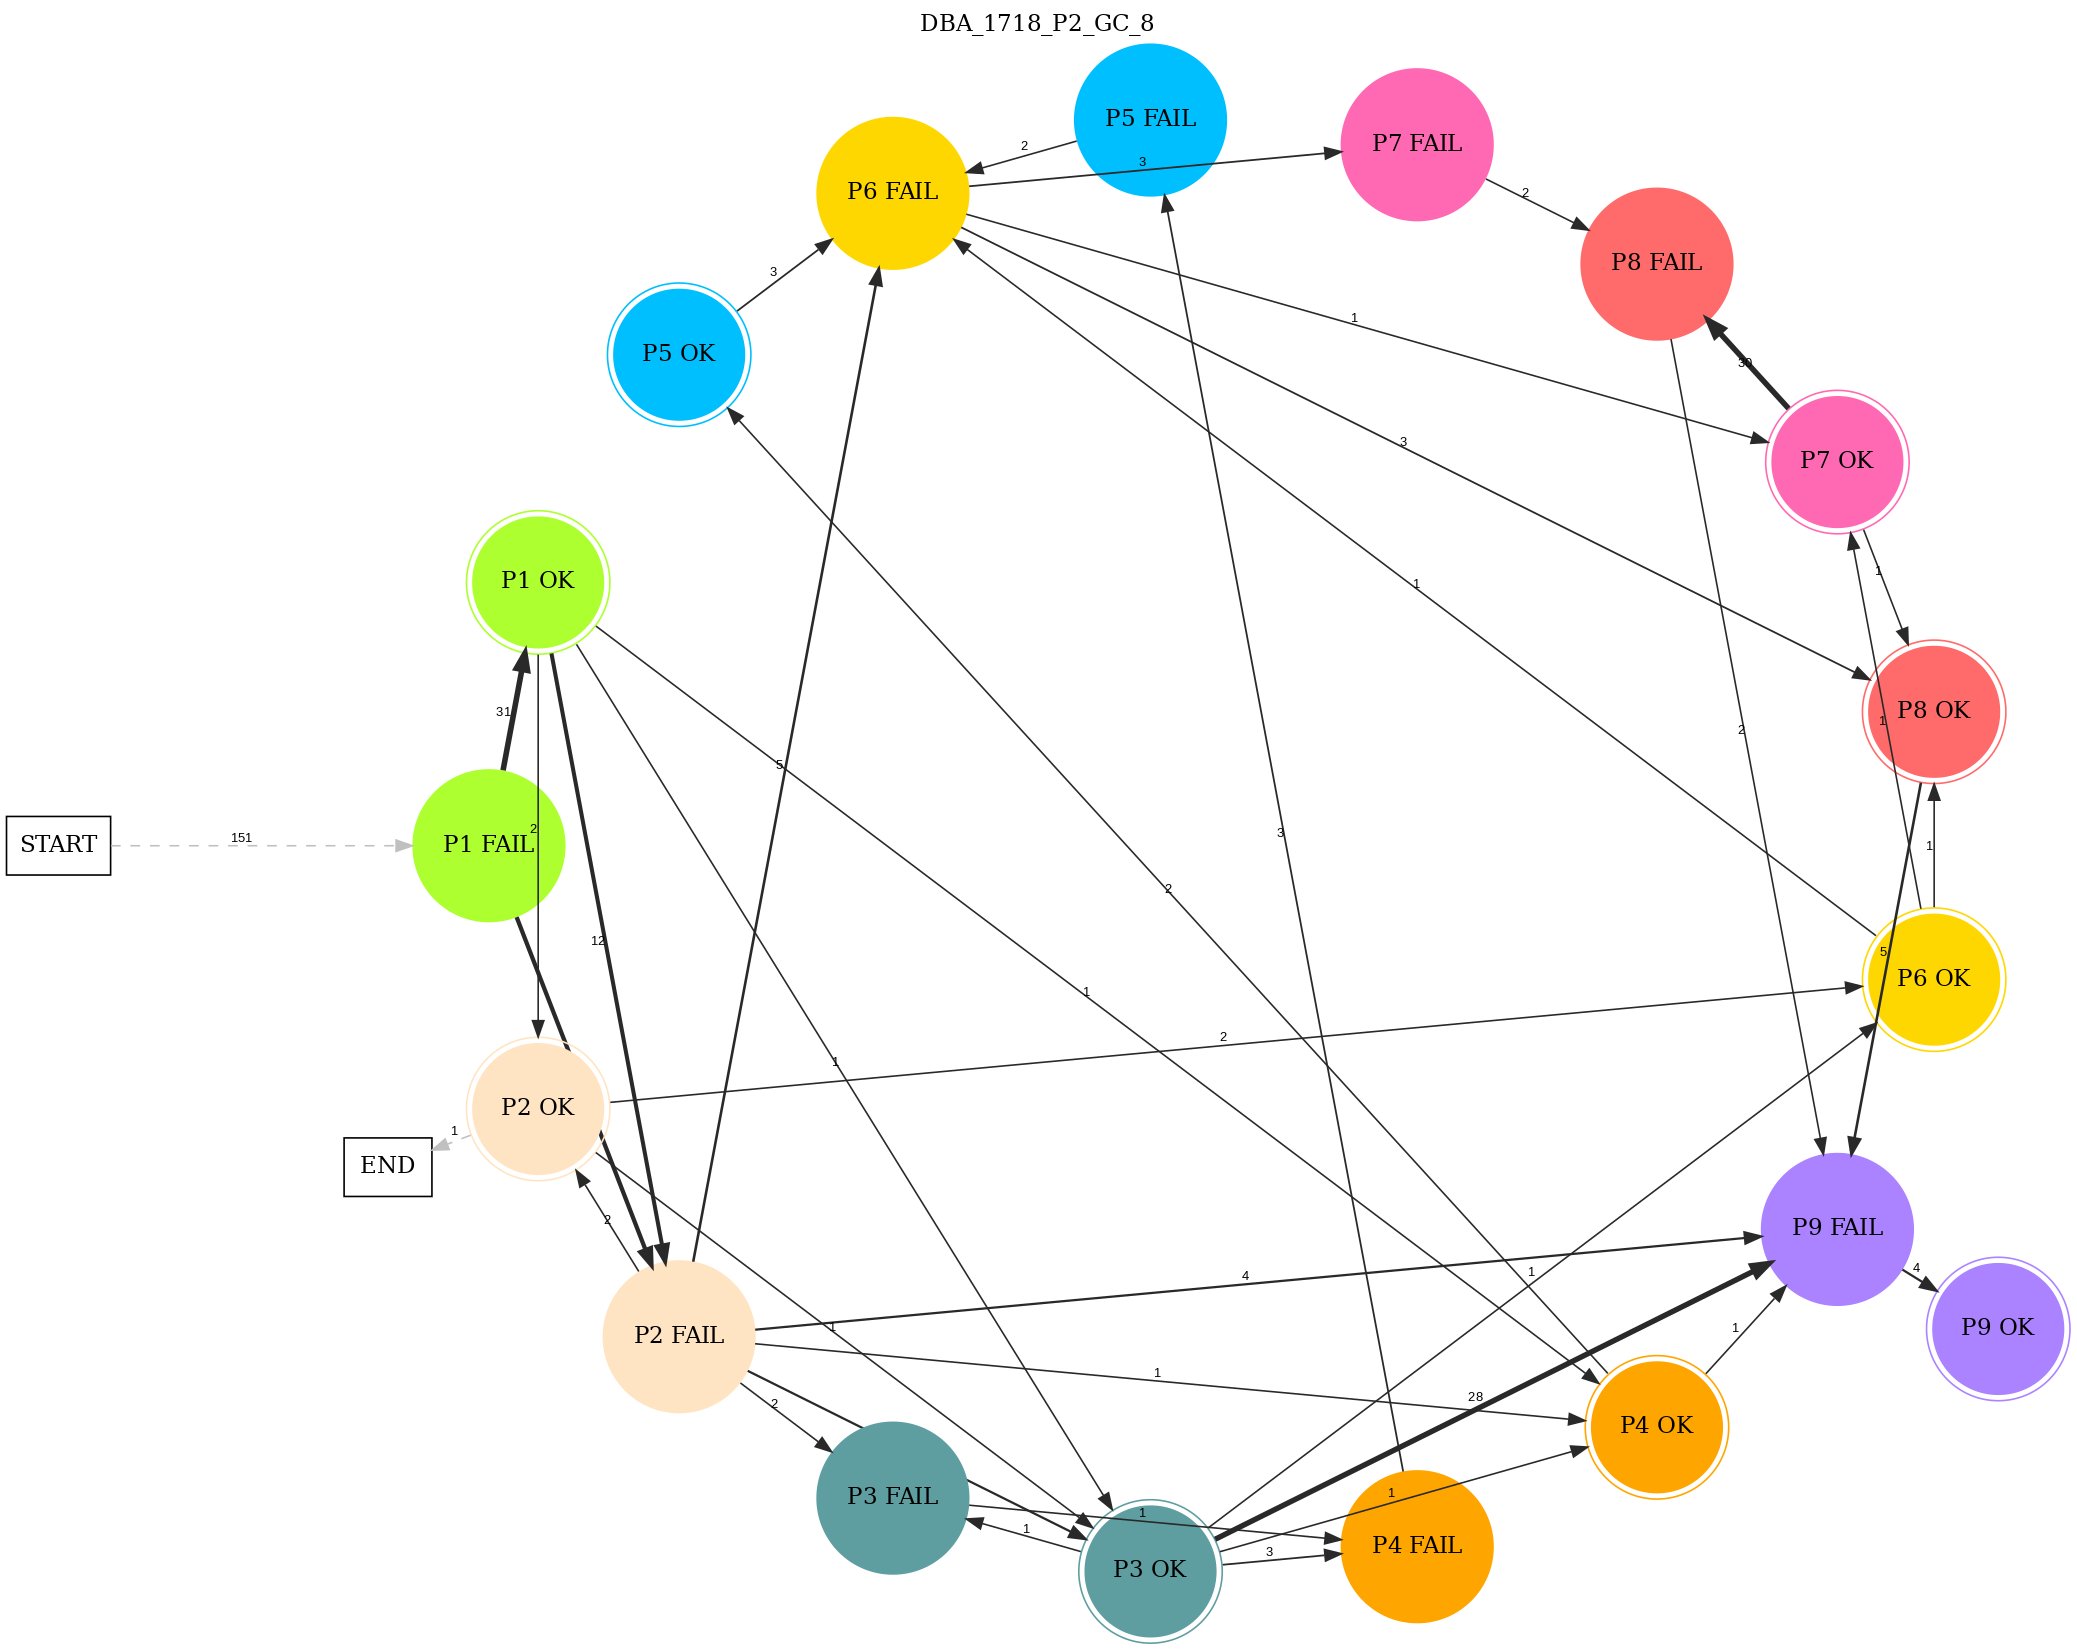 DBA_1718_P2_GC_8
P5 FAIL
P7 FAIL
2
3
P6 FAIL
2
P8 FAIL
3
1
P5 OK
3
P7 OK
1
P1 OK
1
31
1
P8 OK
2
5
151
START
P1 FAIL
2
3
1
2
12
5
P6 OK
1
2
1
P2 OK
1
END
2
P9 FAIL
4
4
1
28
1
1
P9 OK
P2 FAIL
1
2
P4 OK
1
P3 FAIL
1
1
3
P4 FAIL
P3 OK